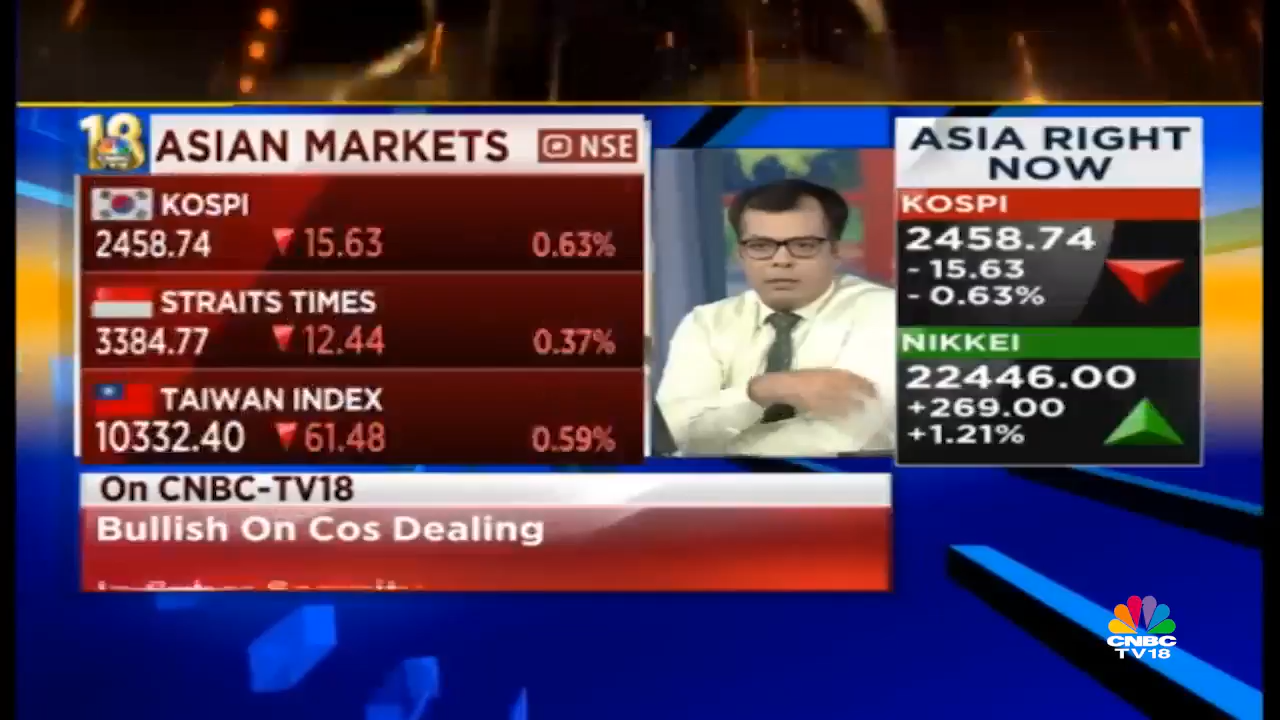 18
ASIAN MARKETS NSE
KOSPI
2458.74 ▼ 15.63 0.63%
STRAITS TIMES
3384.77 ▼ 12.44 0.37%
TAIWAN INDEX
10332.40 ▼ 61.48 0.59%
ASIA RIGHT
NOW
KOSPI
2458.74
- 15.63
- 0.63%
NIKKEI
22446.00
+269.00
+1.21%
On CNBC-TV18
Bullish On Cos Dealing
CNBC
TV18